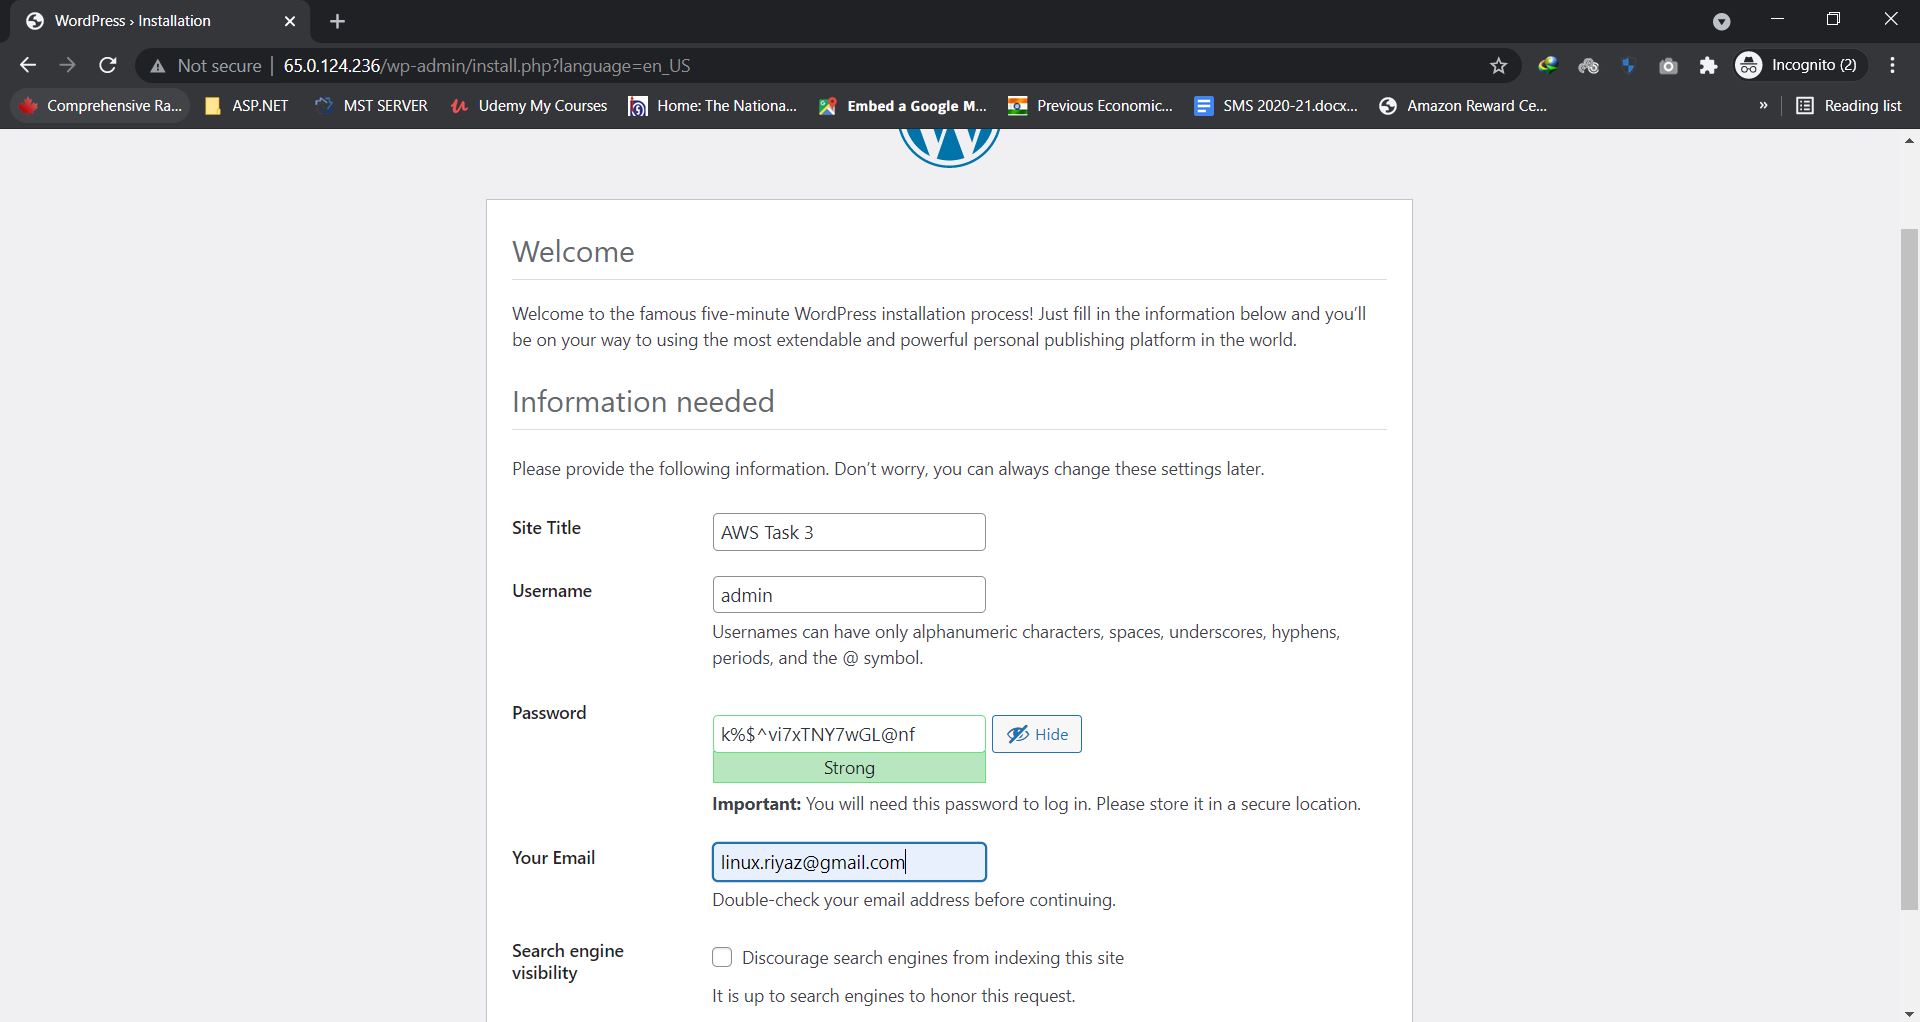 WordPress › Installation
Not secure | 65.0.124.236/wp-admin/install.php?language=en_US
Incognito (2)
Comprehensive Ra...
ASP.NET
MST SERVER
Udemy My Courses
Home: The Nationa...
Embed a Google M...
Previous Economic...
SMS 2020-21.docx...
Amazon Reward Ce...
»
Reading list
Welcome
Welcome to the famous five-minute WordPress installation process! Just fill in the information below and you’ll
be on your way to using the most extendable and powerful personal publishing platform in the world.
Information needed
Please provide the following information. Don’t worry, you can always change these settings later.
Site Title
AWS Task 3
Username
admin
Usernames can have only alphanumeric characters, spaces, underscores, hyphens,
periods, and the @ symbol.
Password
k%$^vi7xTNY7wGL@nf
Hide
Strong
Important: You will need this password to log in. Please store it in a secure location.
Your Email
linux.riyaz@gmail.com
Double-check your email address before continuing.
Search engine
visibility
Discourage search engines from indexing this site
It is up to search engines to honor this request.